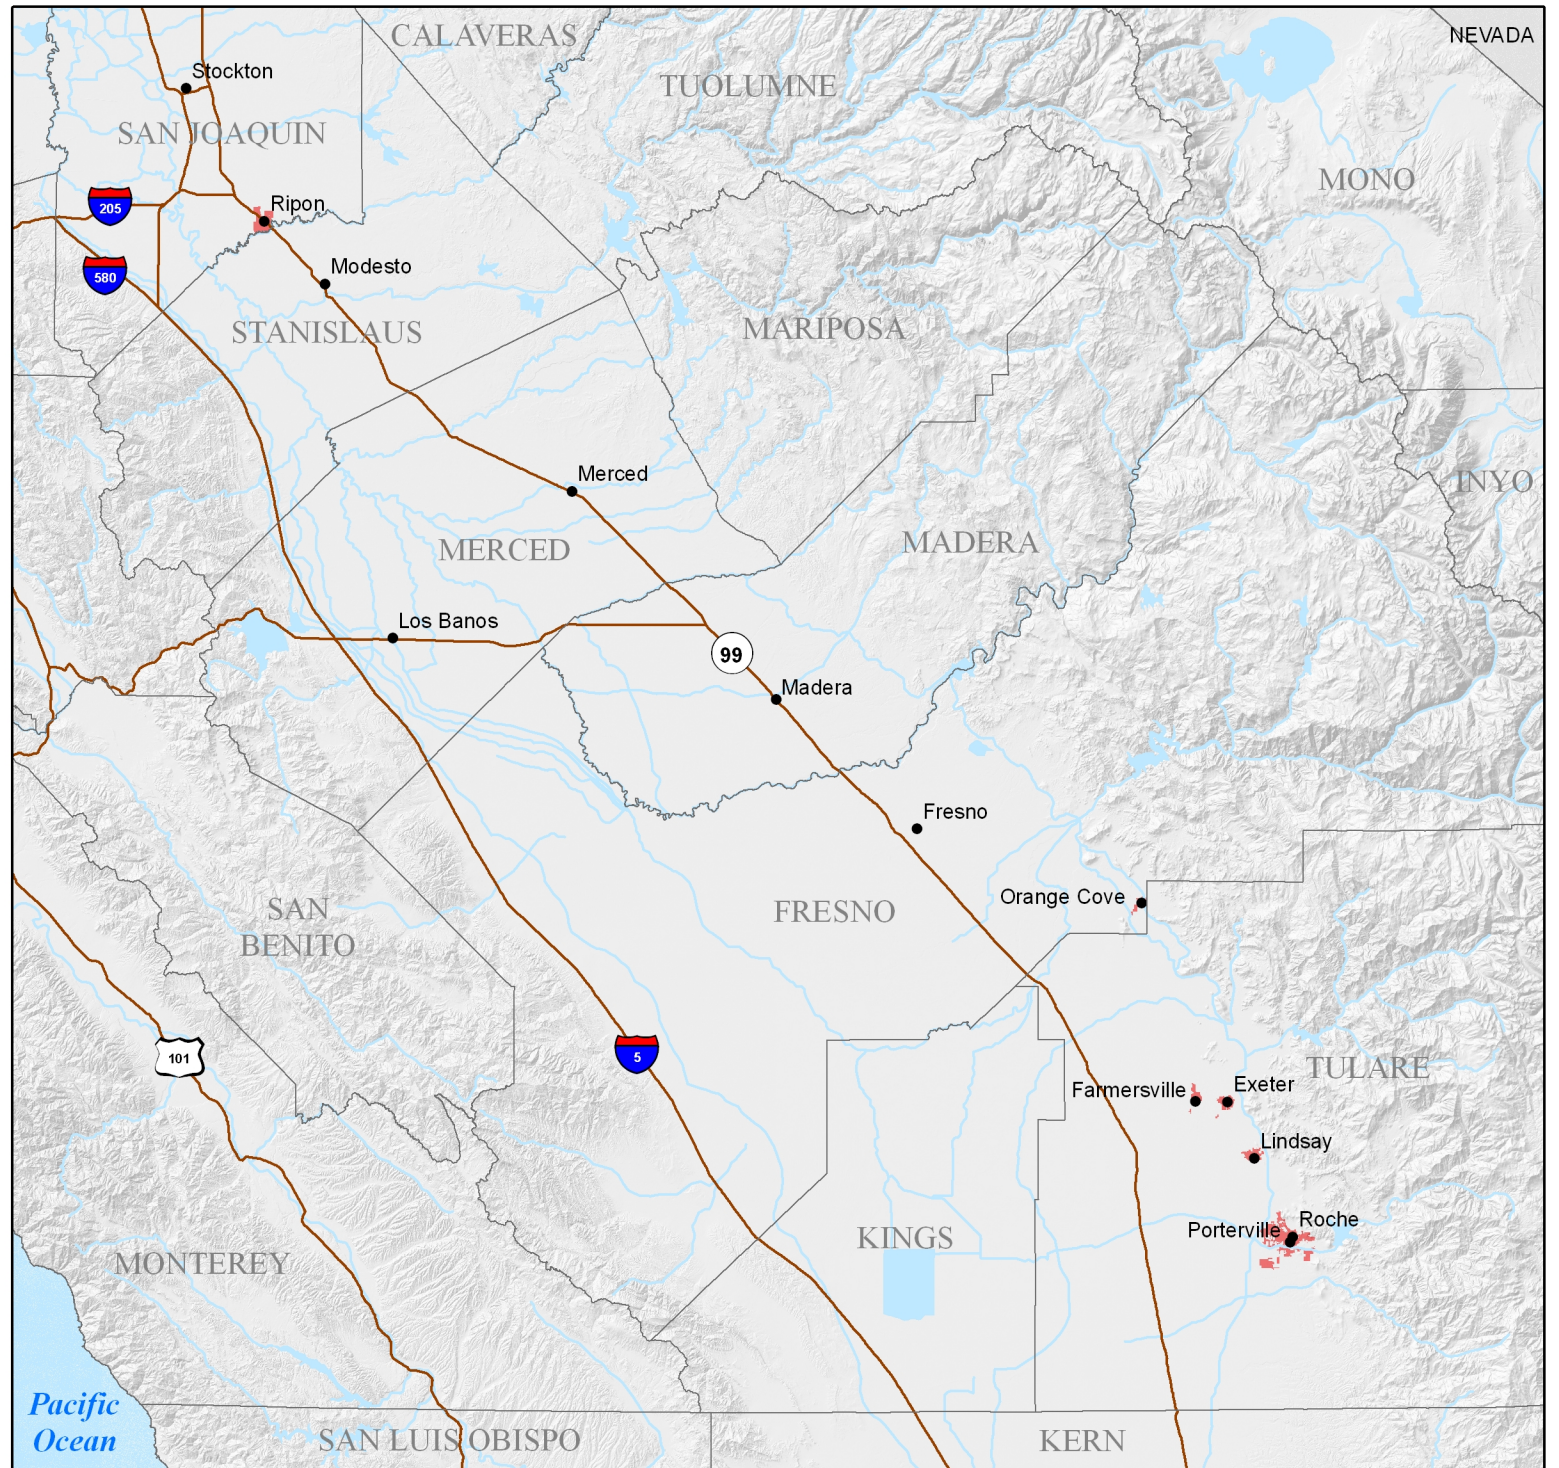 NEVADA
CALAVERAS
Stockton
TUOLUMNE
SAN JOAQUIN
MONO
205
Ripon
580
Modesto
STANISLAUS
MARIPOSA
Merced
INYO
MERCED
MADERA
Los Banos
99
Madera
Fresno
Orange Cove
SAN
BENITO
FRESNO
101
5
TULARE
Farmersville
Exeter
Lindsay
Roche
Porterville
KINGS
MONTEREY
Pacific
Ocean
SAN LUIS OBISPO
KERN